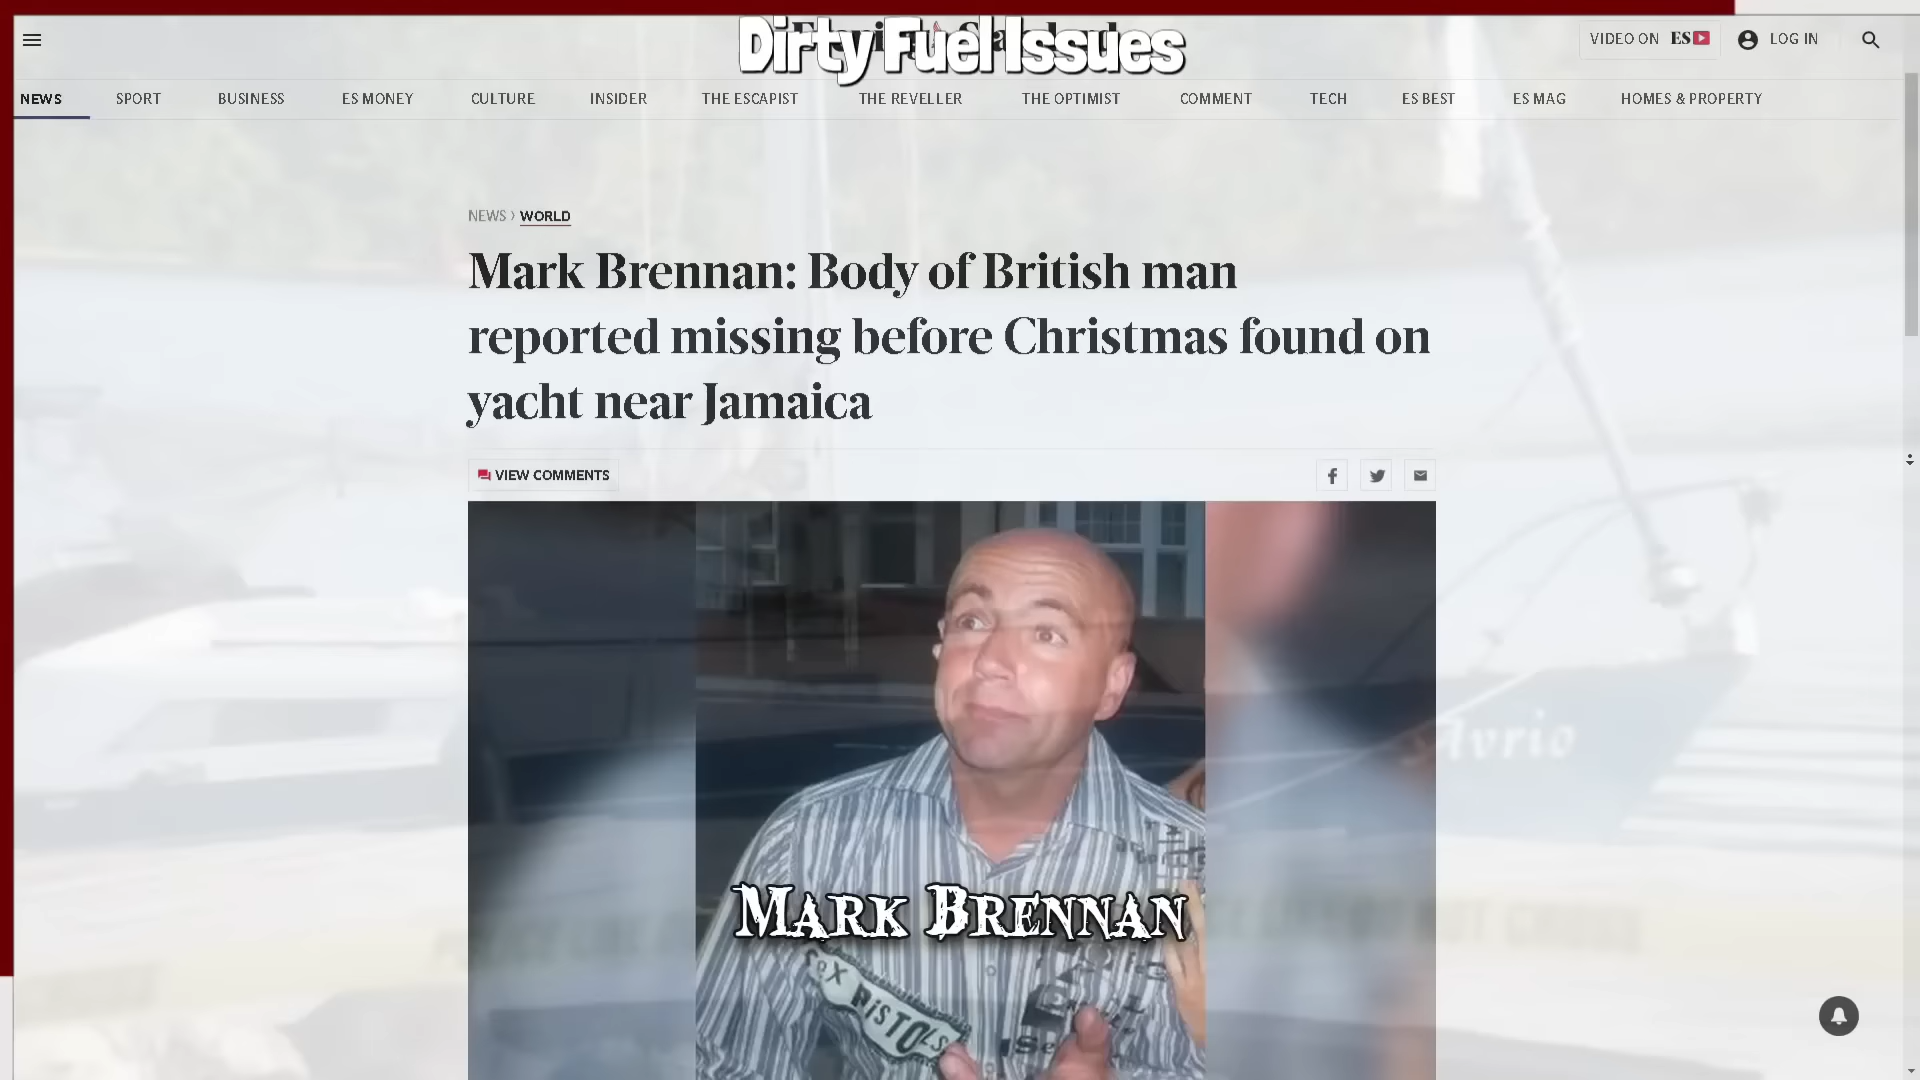 Dirty Fuel Issues
VIDEO ON ES
LOG IN
NEWS SPORT BUSINESS ES MONEY CULTURE INSIDER THE ESCAPIST THE REVELLER THE OPTIMIST COMMENT TECH ES BEST ES MAG HOMES & PROPERTY
NEWS › WORLD
Mark Brennan: Body of British man
reported missing before Christmas found on
yacht near Jamaica
VIEW COMMENTS
Avrio
MARK BRENNAN
SEX PISTOLS